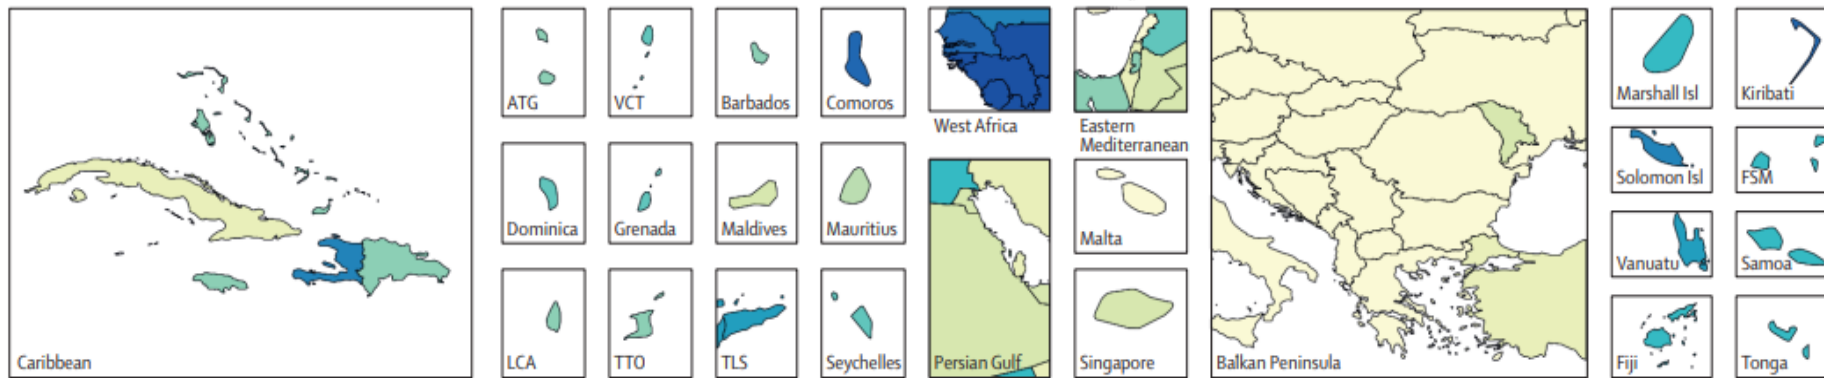 Caribbean
ATG
VCT
Barbados
Comoros
Dominica
Grenada
Maldives
Mauritius
LCA
TTO
TLS
Seychelles
West Africa
Eastern
Mediterranean
Persian Gulf
Malta
Singapore
Balkan Peninsula
Marshall Isl
Kiribati
Solomon Isl
FSM
Vanuatu
Samoa
Fiji
Tonga